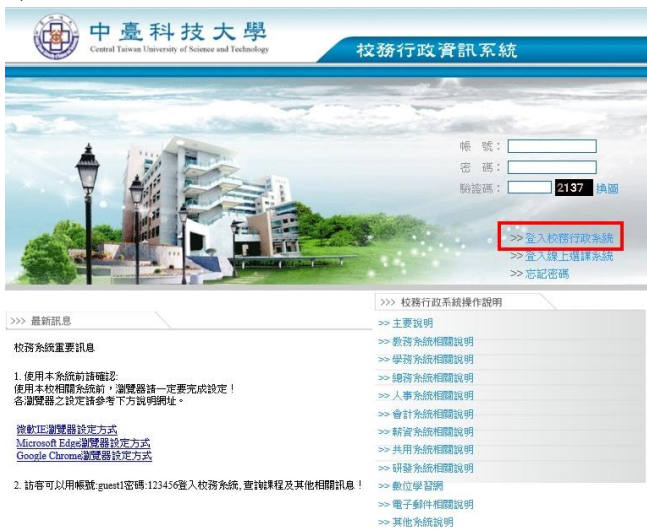 中臺科技大學
Central Taiwan University of Science and Technology
校務行政資訊系統
帳 號：
密 碼：
驗證碼： 2137 換圖
>> 登入校務行政系統
>> 登入線上選課系統
>> 忘記密碼
>>> 最新訊息
校務系統重要訊息
1. 使用本系統前請確認:
使用本校相關系統前，瀏覽器請一定要完成設定！
各瀏覽器之設定請參考下方說明網址。
微軟IE瀏覽器設定方式
Microsoft Edge瀏覽器設定方式
Google Chrome瀏覽器設定方式
2. 訪客可以用帳號:guest1密碼:123456登入校務系統,查詢課程及其他相關訊息！
>>> 校務行政系統操作說明
>> 主要說明
>> 教務系統相關說明
>> 學務系統相關說明
>> 總務系統相關說明
>> 人事系統相關說明
>> 會計系統相關說明
>> 薪資系統相關說明
>> 共用系統相關說明
>> 研發系統相關說明
>> 數位學習網
>> 電子郵件相關說明
>> 其他系統說明